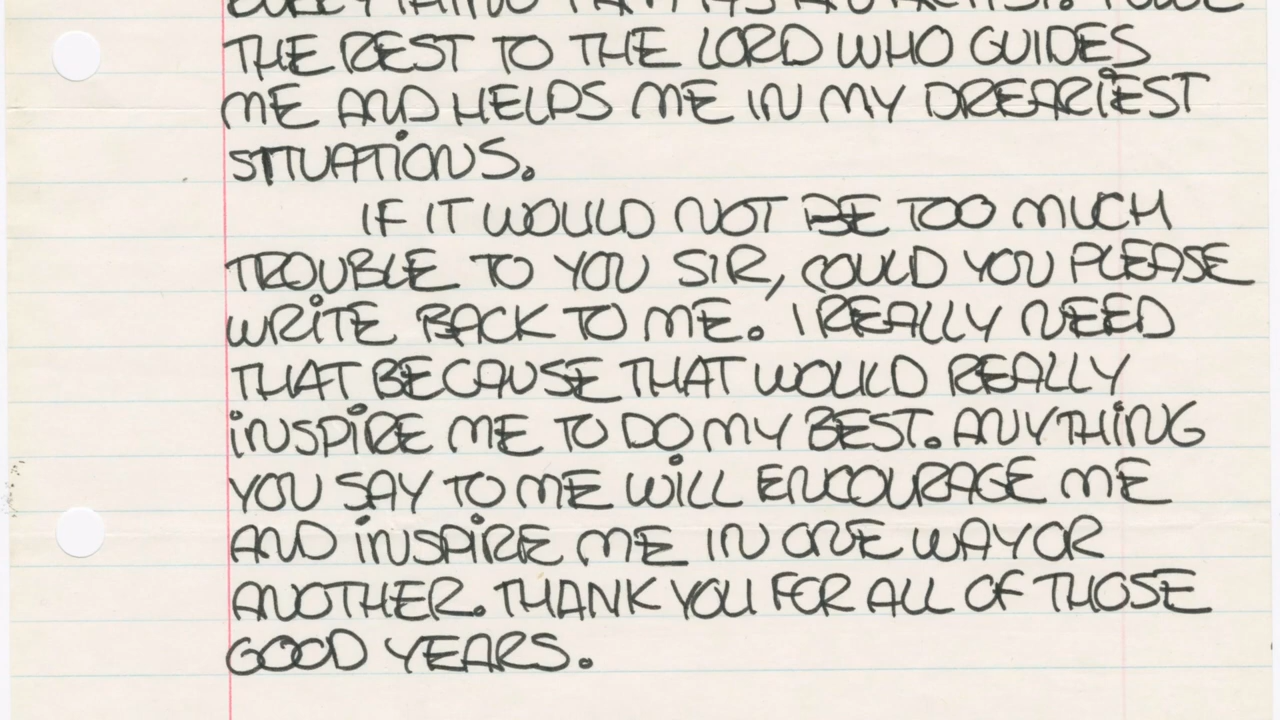 THE REST TO THE LORD WHO GUIDES
ME AND HELPS ME IN MY DREARIEST
SITUATIONS.
IF IT WOULD NOT BE TOO MUCH
TROUBLE TO YOU SIR, COULD YOU PLEASE
WRITE BACK TO ME. I REALLY NEED
THAT BECAUSE THAT WOULD REALLY
INSPIRE ME TO DO MY BEST. ANYTHING
YOU SAY TO ME WILL ENCOURAGE ME
AND INSPIRE ME IN ONE WAY OR
ANOTHER. THANK YOU FOR ALL OF THOSE
GOOD YEARS.